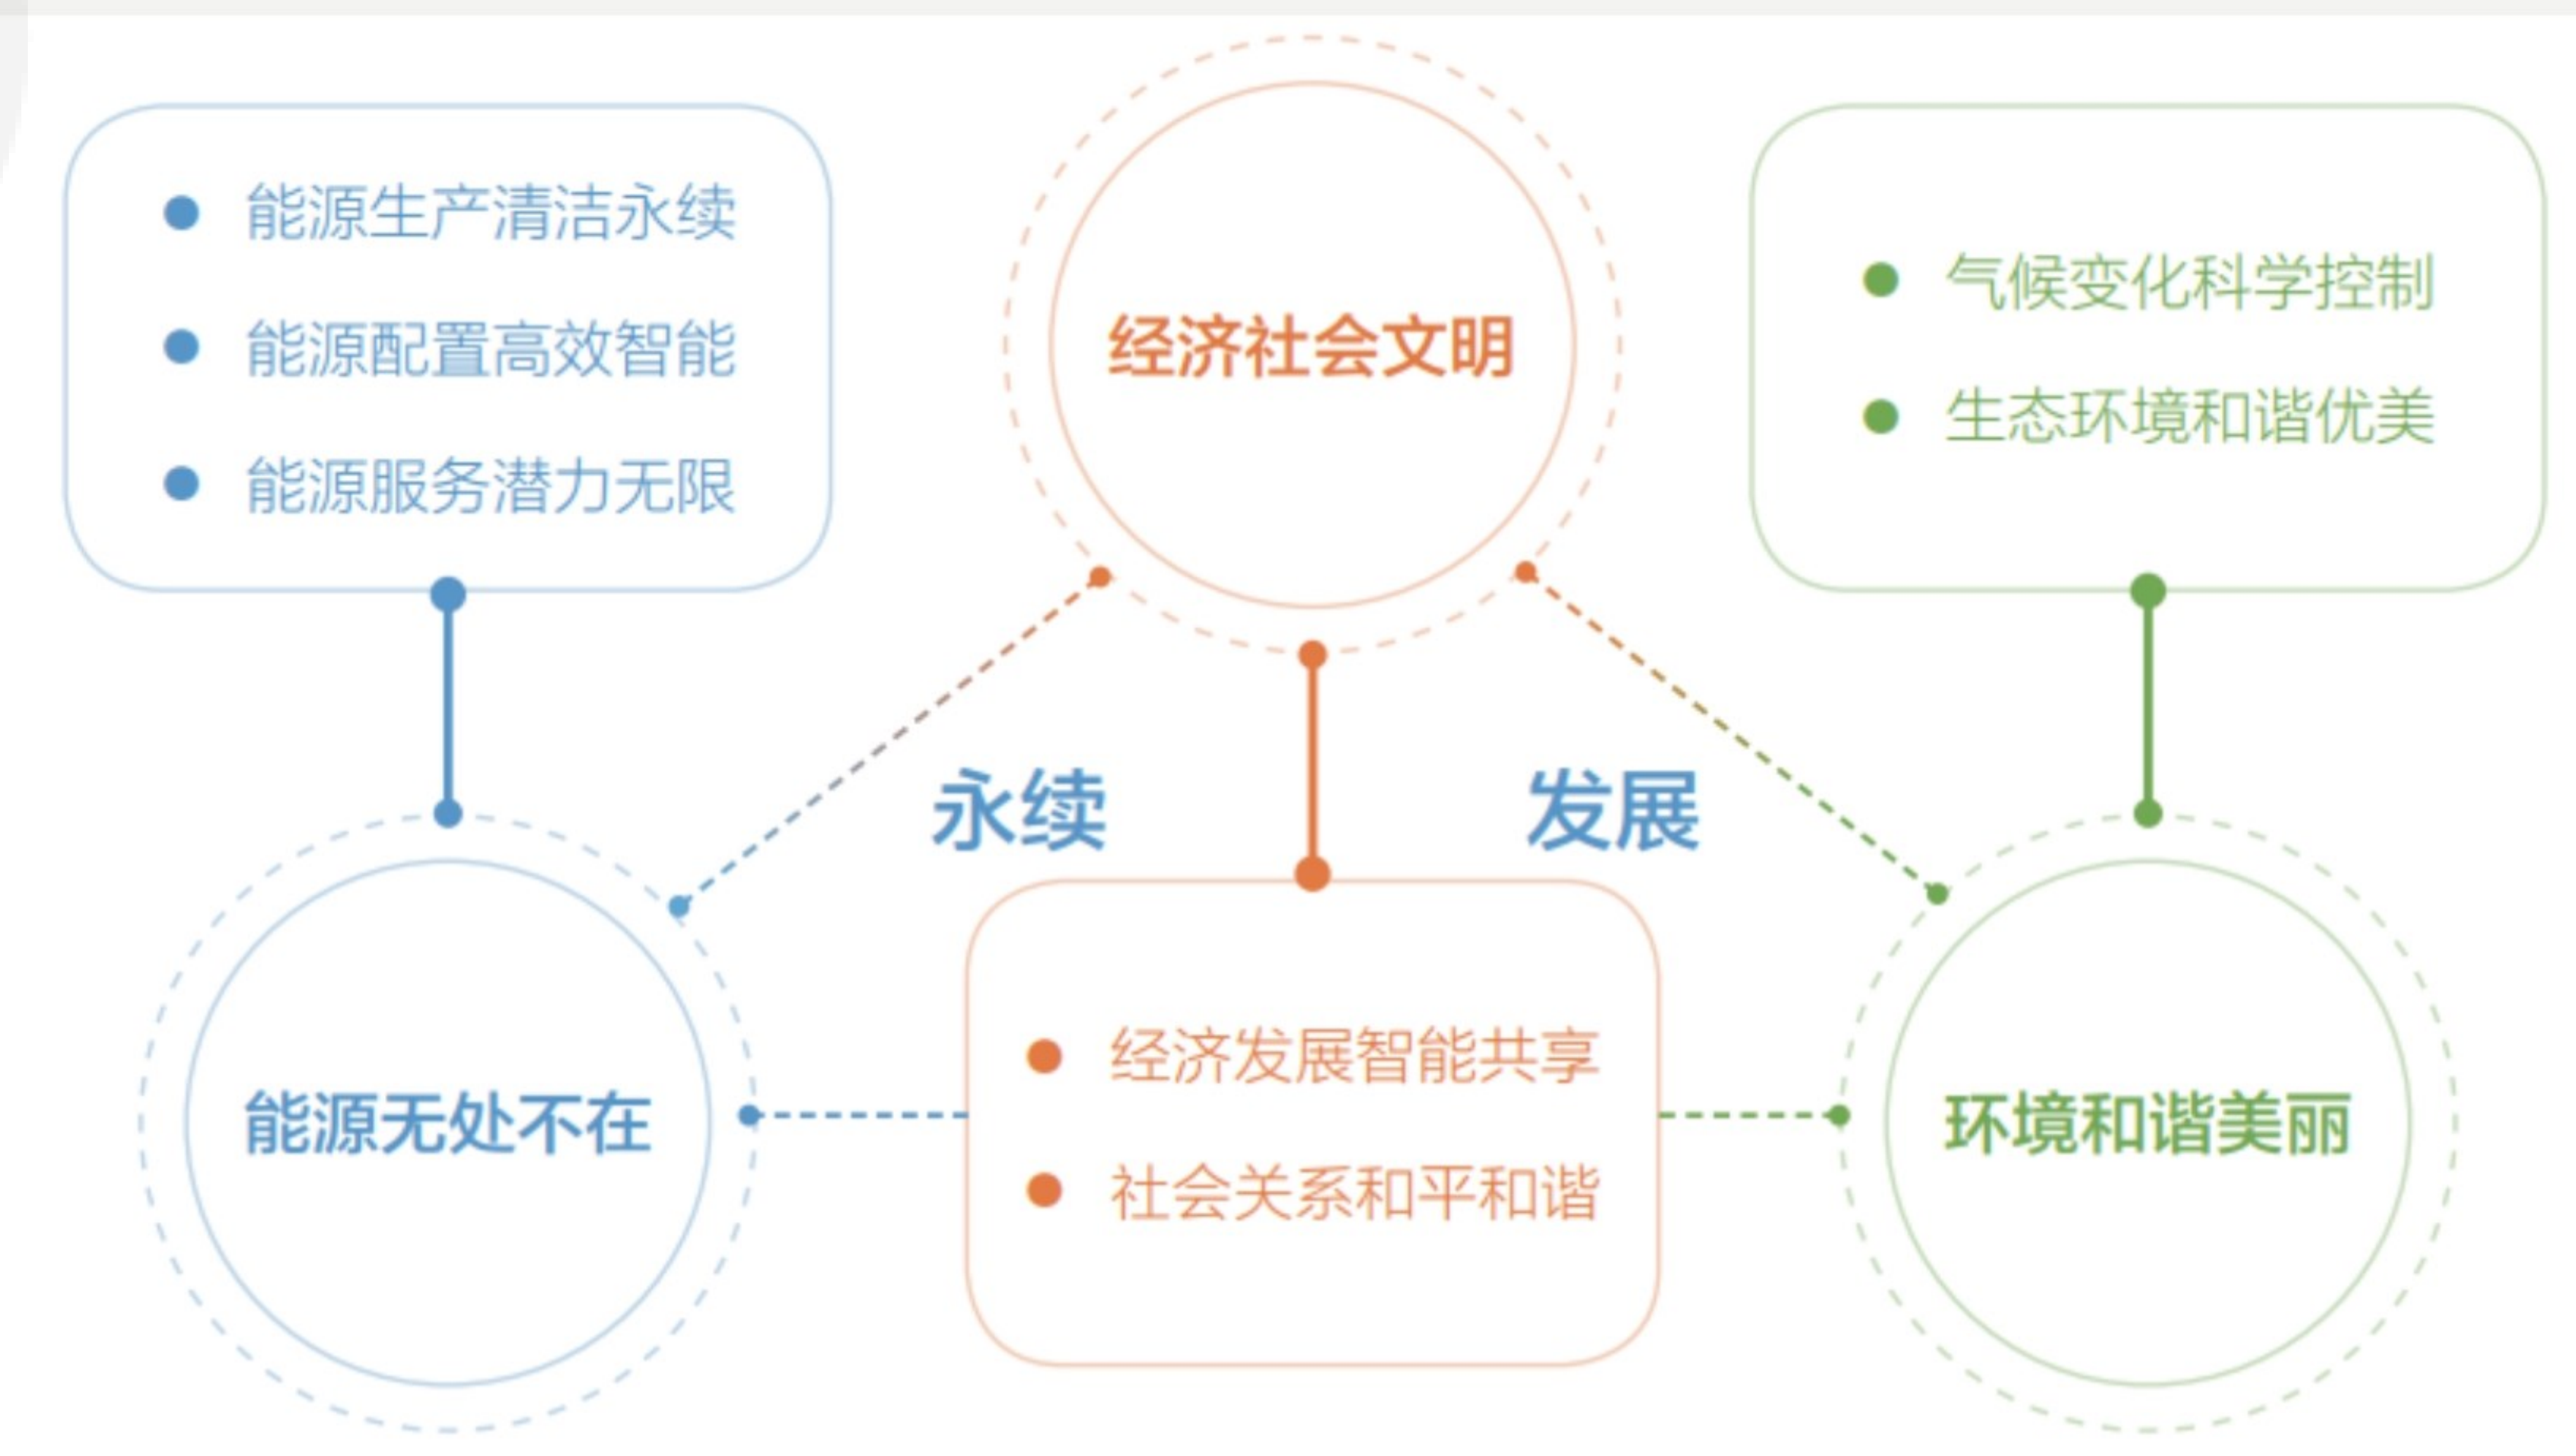 能源生产清洁永续
能源配置高效智能
能源服务潜力无限
经济社会文明
气候变化科学控制
生态环境和谐优美
永续
发展
能源无处不在
经济发展智能共享
社会关系和平和谐
环境和谐美丽